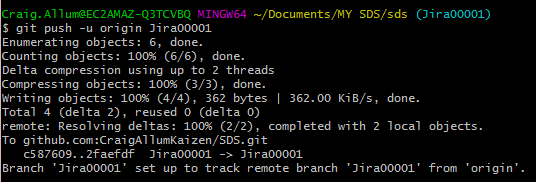 Craig.Allum@EC2AMAZ-Q3TCVBQ MINGW64 ~/Documents/MY SDS/sds (Jira00001)
$ git push -u origin Jira00001
Enumerating objects: 6, done.
Counting objects: 100% (6/6), done.
Delta compression using up to 2 threads
Compressing objects: 100% (3/3), done.
Writing objects: 100% (4/4), 362 bytes | 362.00 KiB/s, done.
Total 4 (delta 2), reused 0 (delta 0)
remote: Resolving deltas: 100% (2/2), completed with 2 local objects.
To github.com:CraigAllumKaizen/SDS.git
   c587609..2faefdf  Jira00001 -> Jira00001
Branch 'Jira00001' set up to track remote branch 'Jira00001' from 'origin'.